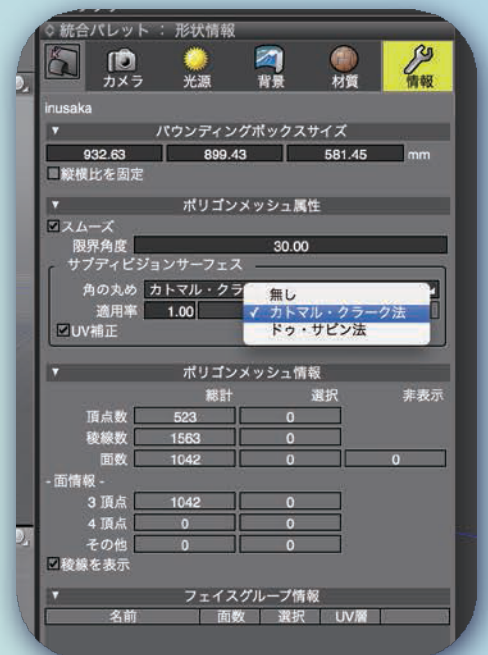 統合パレット ： 形状情報
カメラ 光源 背景 材質 情報
inusaka
バウンディングボックスサイズ
932.63 899.43 581.45 mm
縦横比を固定
ポリゴンメッシュ属性
スムーズ
限界角度 30.00
サブディビジョンサーフェス
角の丸め カトマル・クラ
無し
適用率 1.00
カトマル・クラーク法
UV補正
ドゥ・サビン法
ポリゴンメッシュ情報
総計 選択 非表示
頂点数 523 0
稜線数 1563 0
面数 1042 0 0
- 面情報 -
3 頂点 1042 0
4 頂点 0 0
その他 0 0
稜線を表示
フェイスグループ情報
名前 面数 選択 UV層